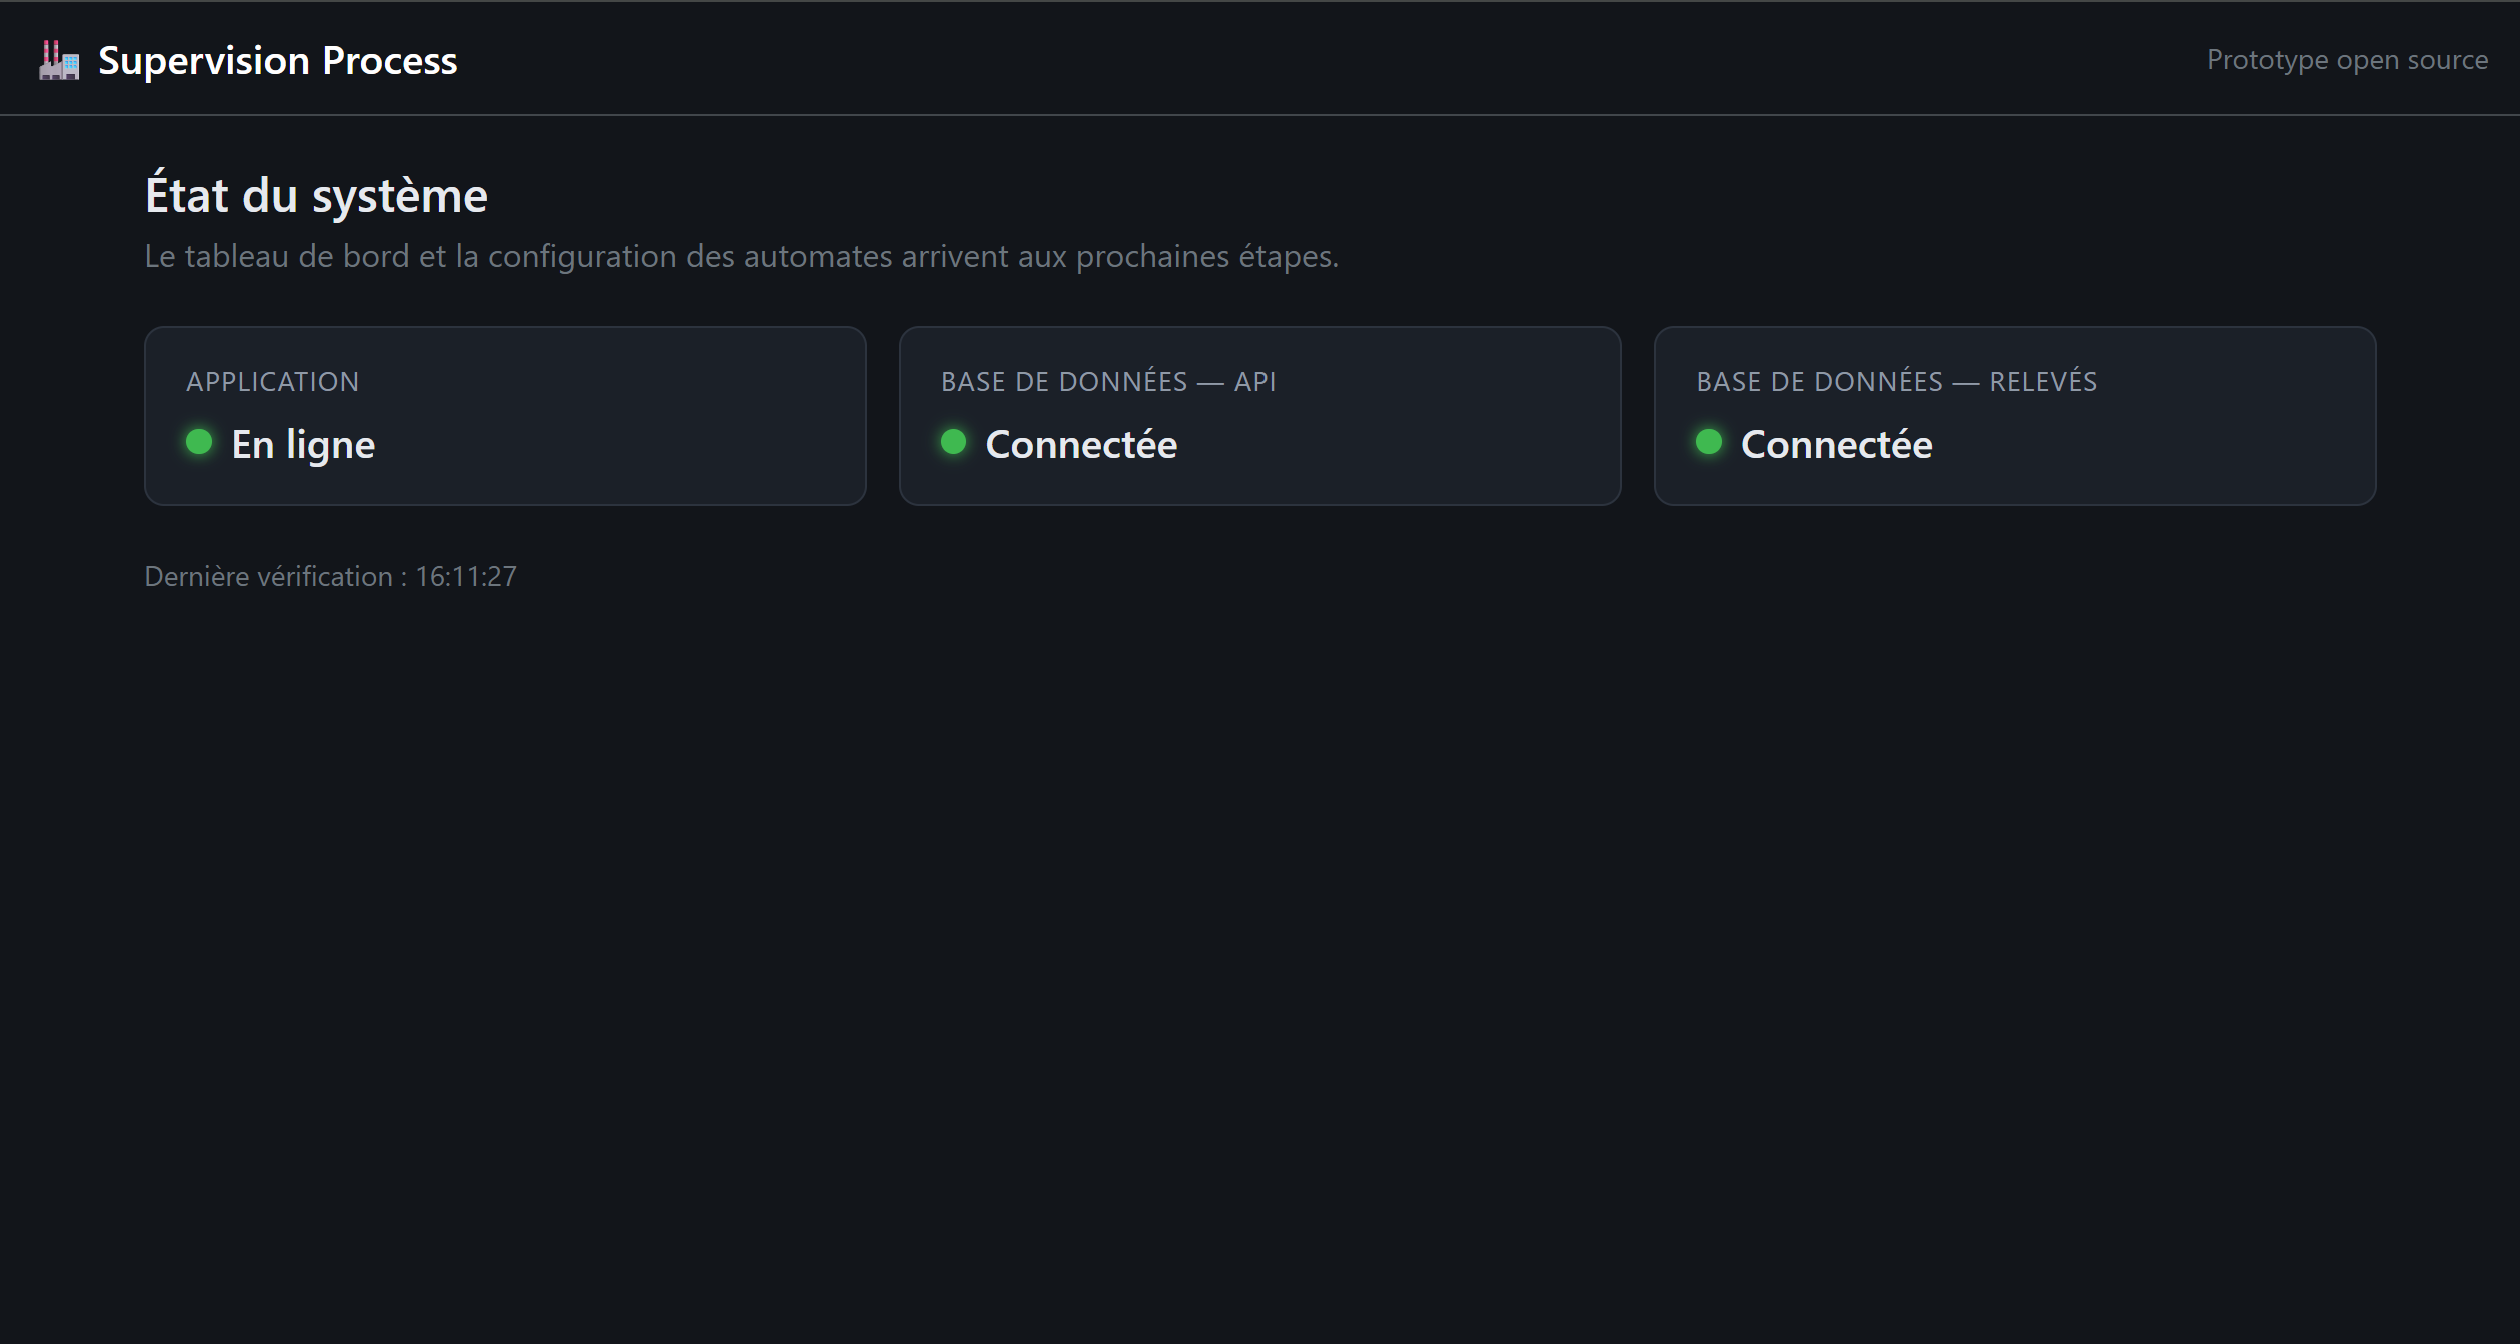 Supervision Process
Prototype open source
État du système
Le tableau de bord et la configuration des automates arrivent aux prochaines étapes.
APPLICATION
En ligne
BASE DE DONNÉES — API
Connectée
BASE DE DONNÉES — RELEVÉS
Connectée
Dernière vérification : 16:11:27